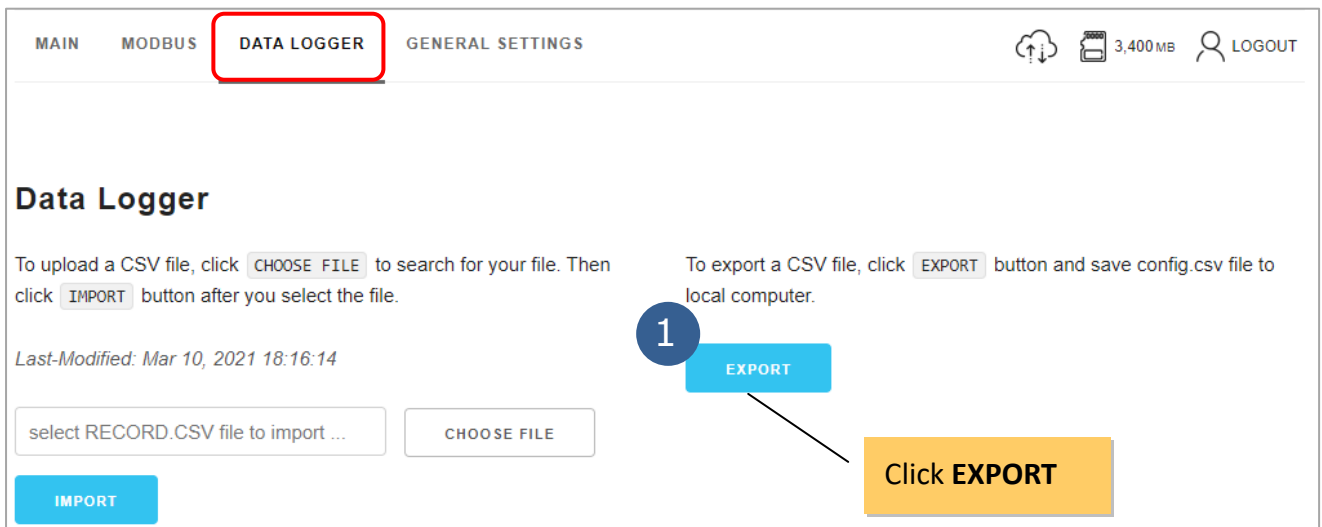 MAIN MODBUS DATA LOGGER GENERAL SETTINGS 3,400 MB LOGOUT
Data Logger
To upload a CSV file, click CHOOSE FILE to search for your file. Then
click IMPORT button after you select the file.
Last-Modified: Mar 10, 2021 18:16:14
select RECORD.CSV file to import ...
CHOOSE FILE
IMPORT
To export a CSV file, click EXPORT button and save config.csv file to
local computer.
1
EXPORT
Click EXPORT